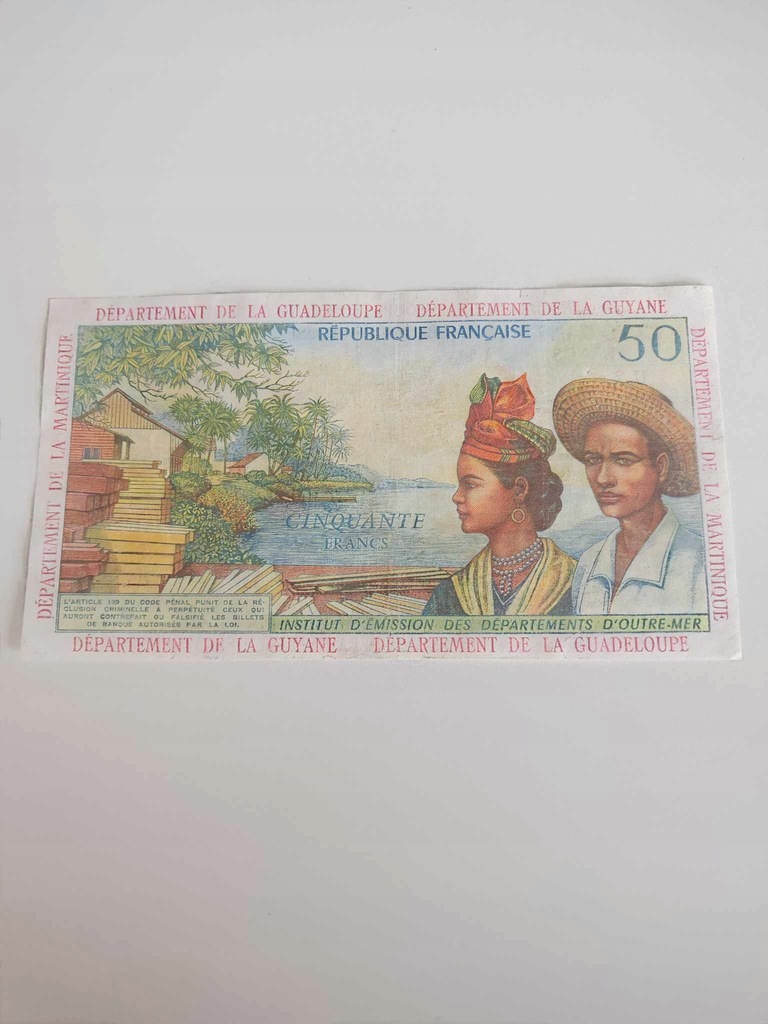 DÉPARTEMENT DE LA GUADELOUPE DÉPARTEMENT DE LA GUYANE
RÉPUBLIQUE FRANÇAISE
50
DÉPARTEMENT DE LA MARTINIQUE
DÉPARTEMENT DE LA MARTINIQUE
CINQUANTE
FRANCS
L'ARTICLE 139 DU CODE PÉNAL PUNIT DE LA RÉ-
CLUSION CRIMINELLE À PERPÉTUITÉ CEUX QUI
AURONT CONTREFAIT OU FALSIFIÉ LES BILLETS
DE BANQUE AUTORISÉS PAR LA LOI.
INSTITUT D'ÉMISSION DES DÉPARTEMENTS D'OUTRE-MER
DÉPARTEMENT DE LA GUYANE DÉPARTEMENT DE LA GUADELOUPE